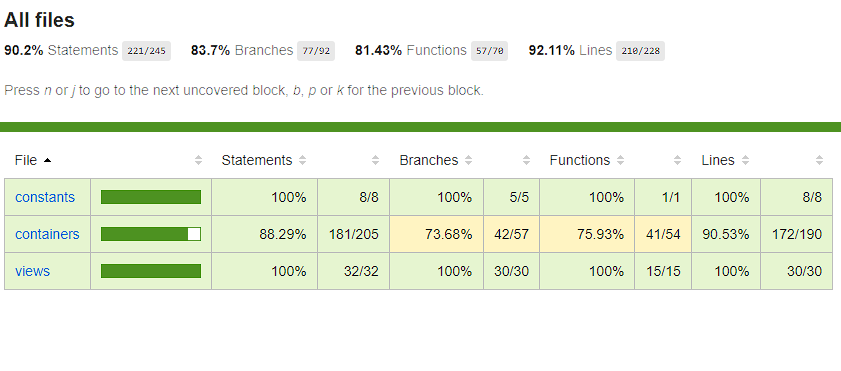 All files
90.2% Statements 221/245 83.7% Branches 77/92 81.43% Functions 57/70 92.11% Lines 210/228
Press n or j to go to the next uncovered block, b, p or k for the previous block.
File Statements Branches Functions Lines
constants 100% 8/8 100% 5/5 100% 1/1 100% 8/8
containers 88.29% 181/205 73.68% 42/57 75.93% 41/54 90.53% 172/190
views 100% 32/32 100% 30/30 100% 15/15 100% 30/30